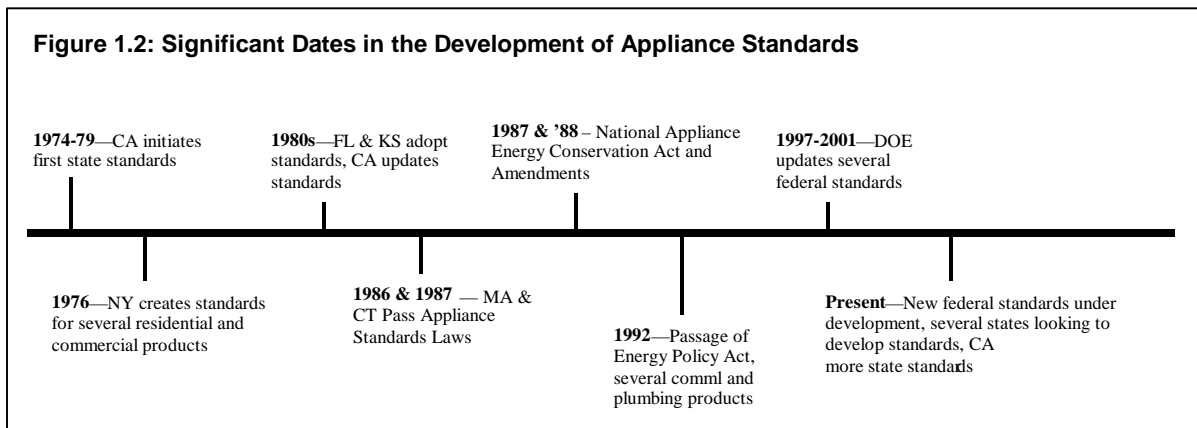 Figure 1.2: Significant Dates in the Development of Appliance Standards
1974-79—CA initiates
first state standards
1980s—FL & KS adopt
standards, CA updates
standards
1987 & '88 – National Appliance
Energy Conservation Act and
Amendments
1997-2001—DOE
updates several
federal standards
1976—NY creates standards
for several residential and
commercial products
1986 & 1987 — MA &
CT Pass Appliance
Standards Laws
1992—Passage of
Energy Policy Act,
several comml and
plumbing products
Present—New federal standards under
development, several states looking to
develop standards, CA
more state standards